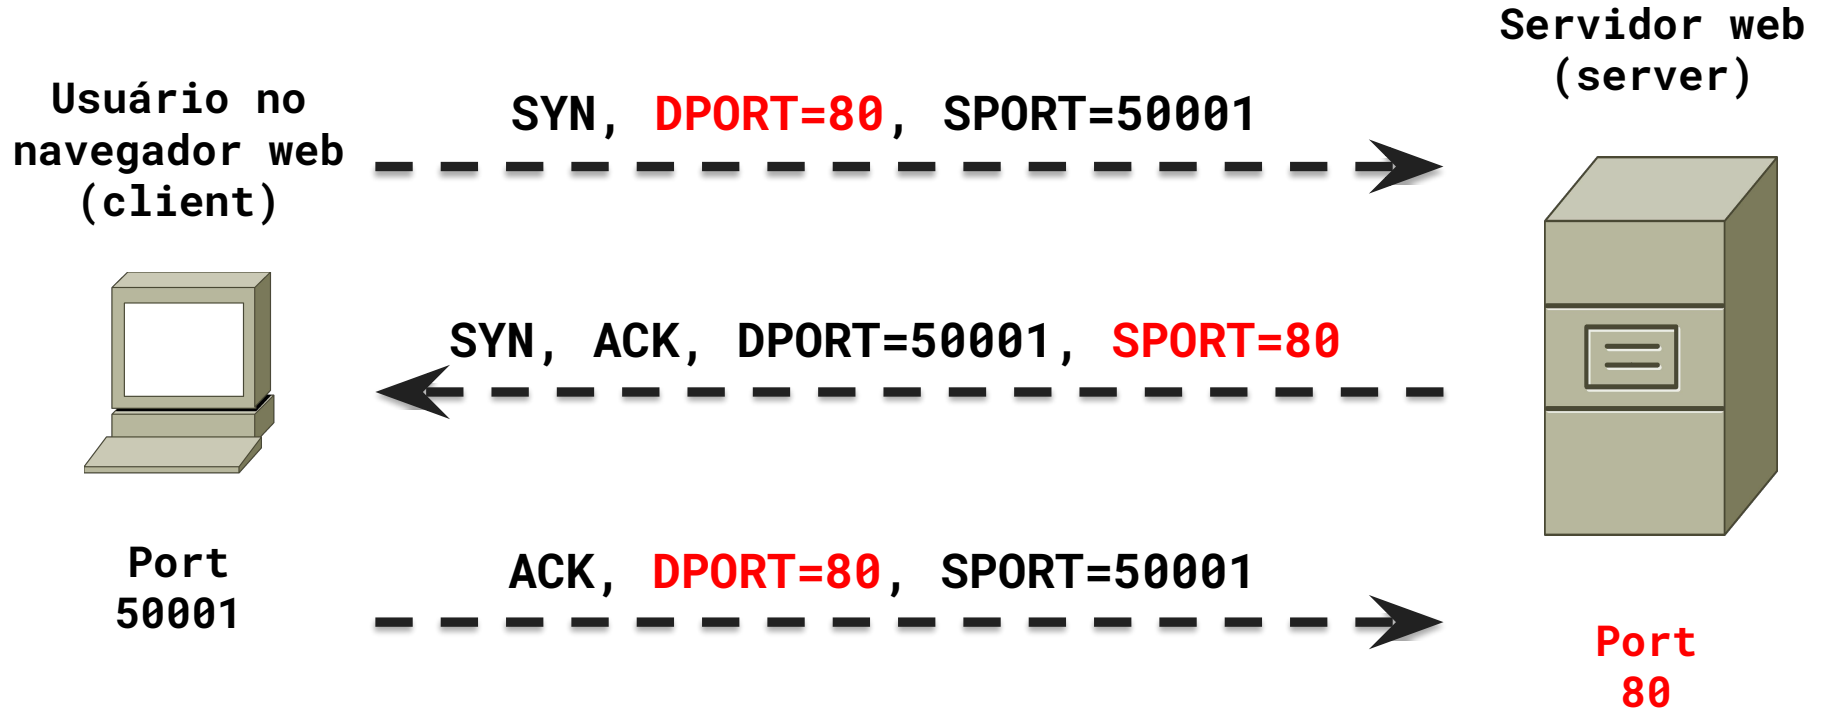 Servidor web
(server)
Usuário no
navegador web
(client)
SYN, DPORT=80, SPORT=50001
SYN, ACK, DPORT=50001, SPORT=80
ACK, DPORT=80, SPORT=50001
Port
50001
Port
80